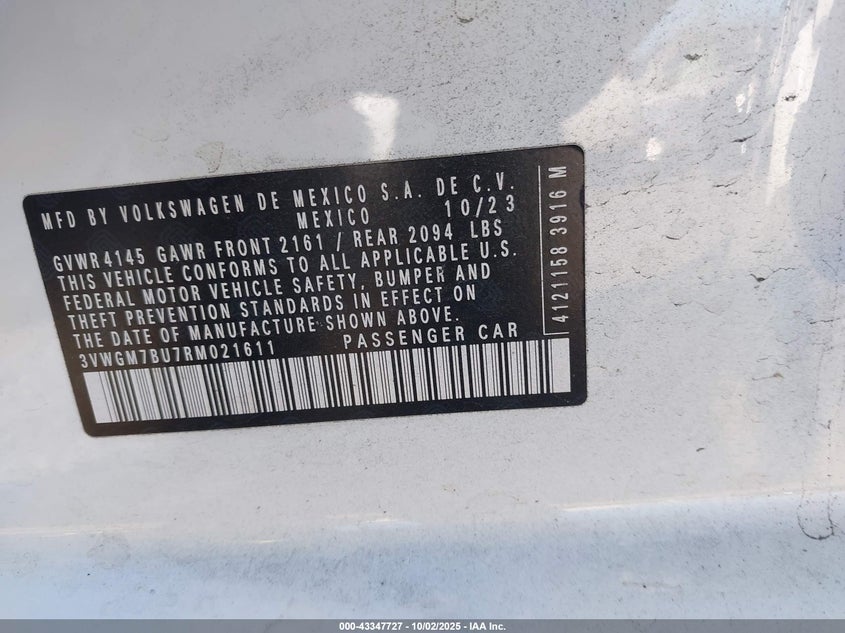 MFD BY VOLKSWAGEN DE MEXICO S.A. DE C.V.
MEXICO 10/23
GVWR 4145 GAWR FRONT 2161 / REAR 2094 LBS
THIS VEHICLE CONFORMS TO ALL APPLICABLE U.S.
FEDERAL MOTOR VEHICLE SAFETY, BUMPER AND
THEFT PREVENTION STANDARDS IN EFFECT ON
THE DATE OF MANUFACTURE SHOWN ABOVE.
3VWGM7BU7RM021611 PASSENGER CAR
4121158 3916 M
000-43347727 - 10/02/2025 - IAA Inc.